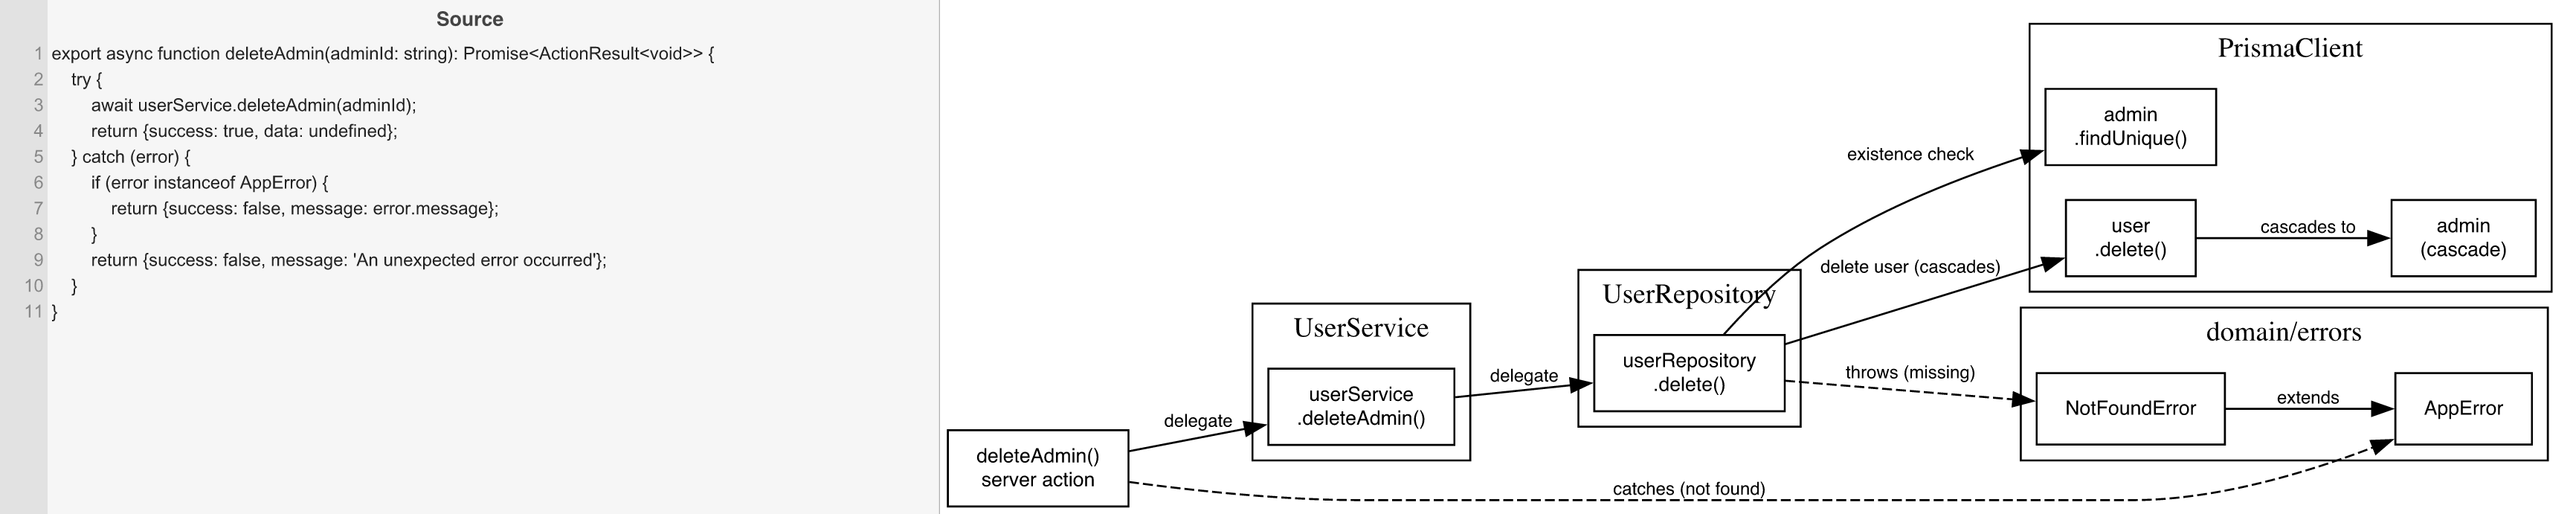 Source
1 export async function deleteAdmin(adminId: string): Promise<ActionResult<void>> {
2 try {
3 await userService.deleteAdmin(adminId);
4 return {success: true, data: undefined};
5 } catch (error) {
6 if (error instanceof AppError) {
7 return {success: false, message: error.message};
8 }
9 return {success: false, message: 'An unexpected error occurred'};
10 }
11 }
deleteAdmin()
server action
delegate
UserService
userService
.deleteAdmin()
delegate
UserRepository
userRepository
.delete()
existence check
delete user (cascades)
throws (missing)
catches (not found)
PrismaClient
admin
.findUnique()
user
.delete()
cascades to
admin
(cascade)
domain/errors
NotFoundError
extends
AppError